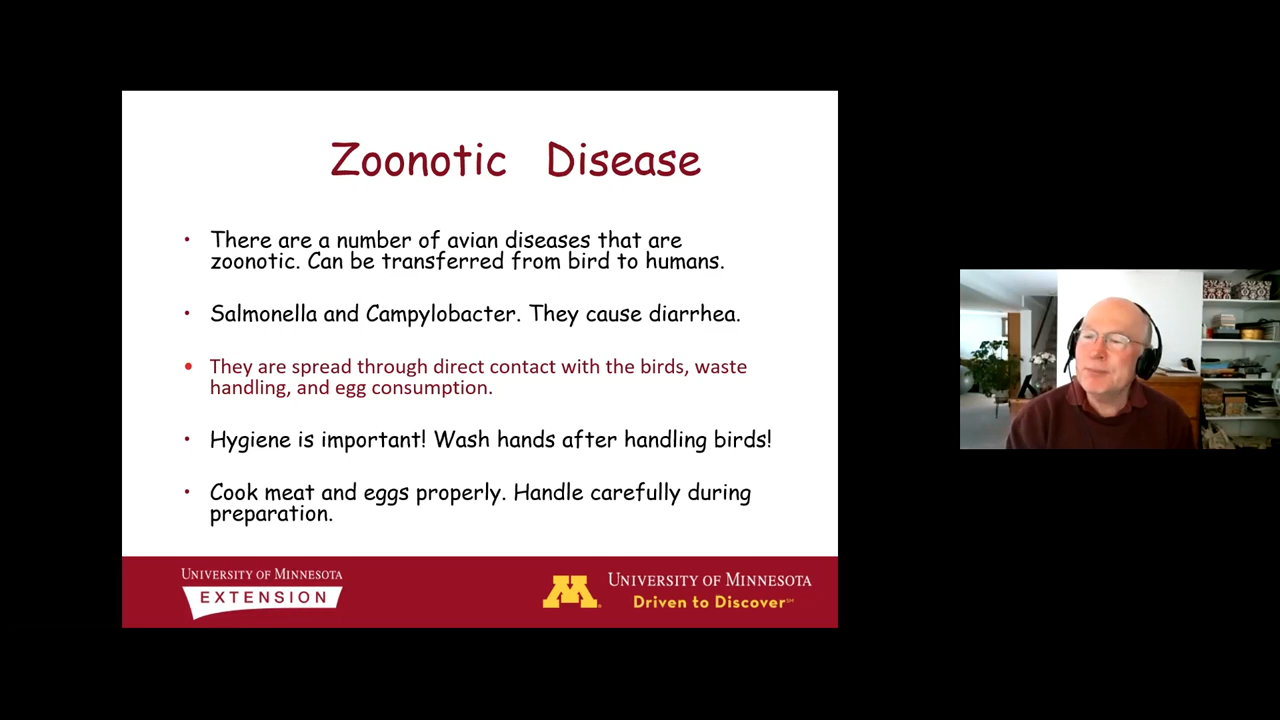 Zoonotic Disease
• There are a number of avian diseases that are
zoonotic. Can be transferred from bird to humans.
• Salmonella and Campylobacter. They cause diarrhea.
• They are spread through direct contact with the birds, waste
handling, and egg consumption.
• Hygiene is important! Wash hands after handling birds!
• Cook meat and eggs properly. Handle carefully during
preparation.
UNIVERSITY OF MINNESOTA
EXTENSION
M
UNIVERSITY OF MINNESOTA
Driven to Discover℠